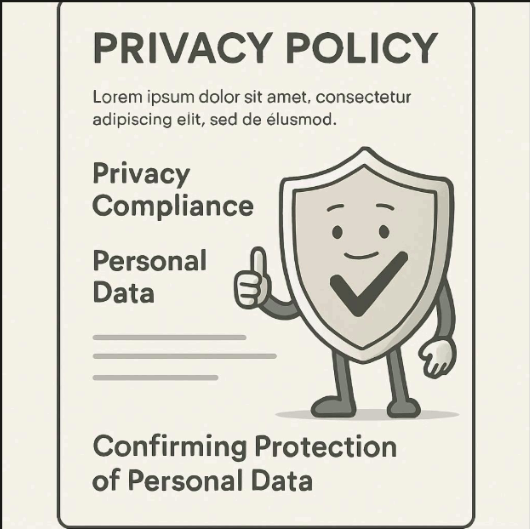 PRIVACY POLICY
Lorem ipsum dolor sit amet, consectetur
adipiscing elit, sed de élusmod.
Privacy
Compliance
Personal
Data
Confirming Protection
of Personal Data